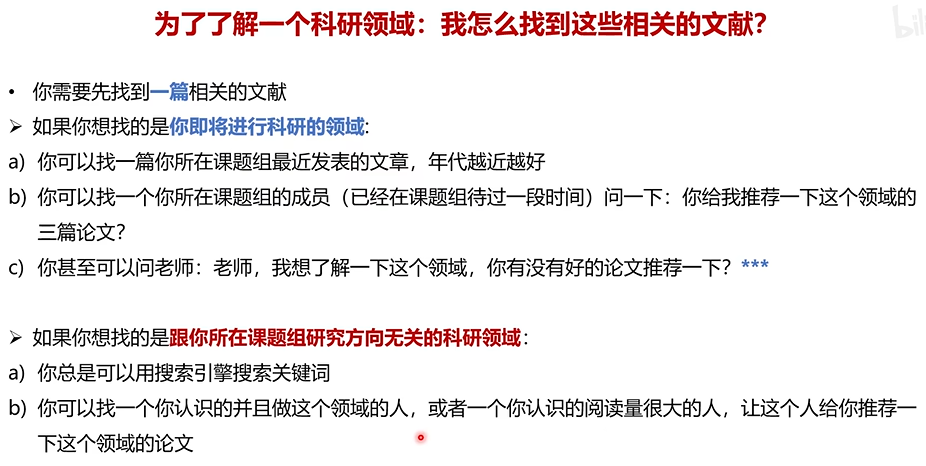 为了了解一个科研领域：我怎么找到这些相关的文献？
• 你需要先找到一篇相关的文献
➢ 如果你想找的是你即将进行科研的领域:
a) 你可以找一篇你所在课题组最近发表的文章，年代越近越好
b) 你可以找一个你所在课题组的成员（已经在课题组待过一段时间）问一下：你给我推荐一下这个领域的
三篇论文？
c) 你甚至可以问老师：老师，我想了解一下这个领域，你有没有好的论文推荐一下？***
➢ 如果你想找的是跟你所在课题组研究方向无关的科研领域：
a) 你总是可以用搜索引擎搜索关键词
b) 你可以找一个你认识的并且做这个领域的人，或者一个你认识的阅读量很大的人，让这个人给你推荐一
下这个领域的论文